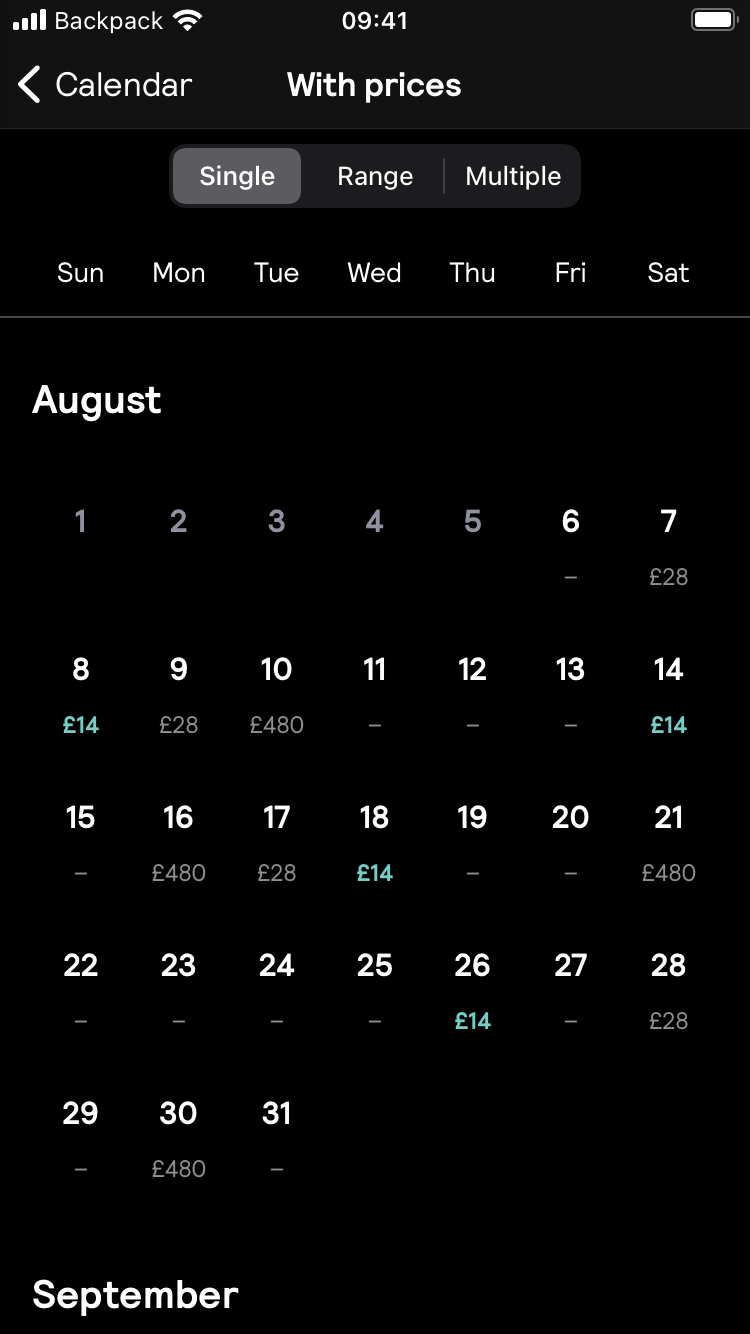 Backpack 09:41
Calendar With prices
Single Range Multiple
Sun Mon Tue Wed Thu Fri Sat
August
1 2 3 4 5 6 7
– £28
8 9 10 11 12 13 14
£14 £28 £480 – – – £14
15 16 17 18 19 20 21
– £480 £28 £14 – – £480
22 23 24 25 26 27 28
– – – – £14 – £28
29 30 31
– £480 –
September